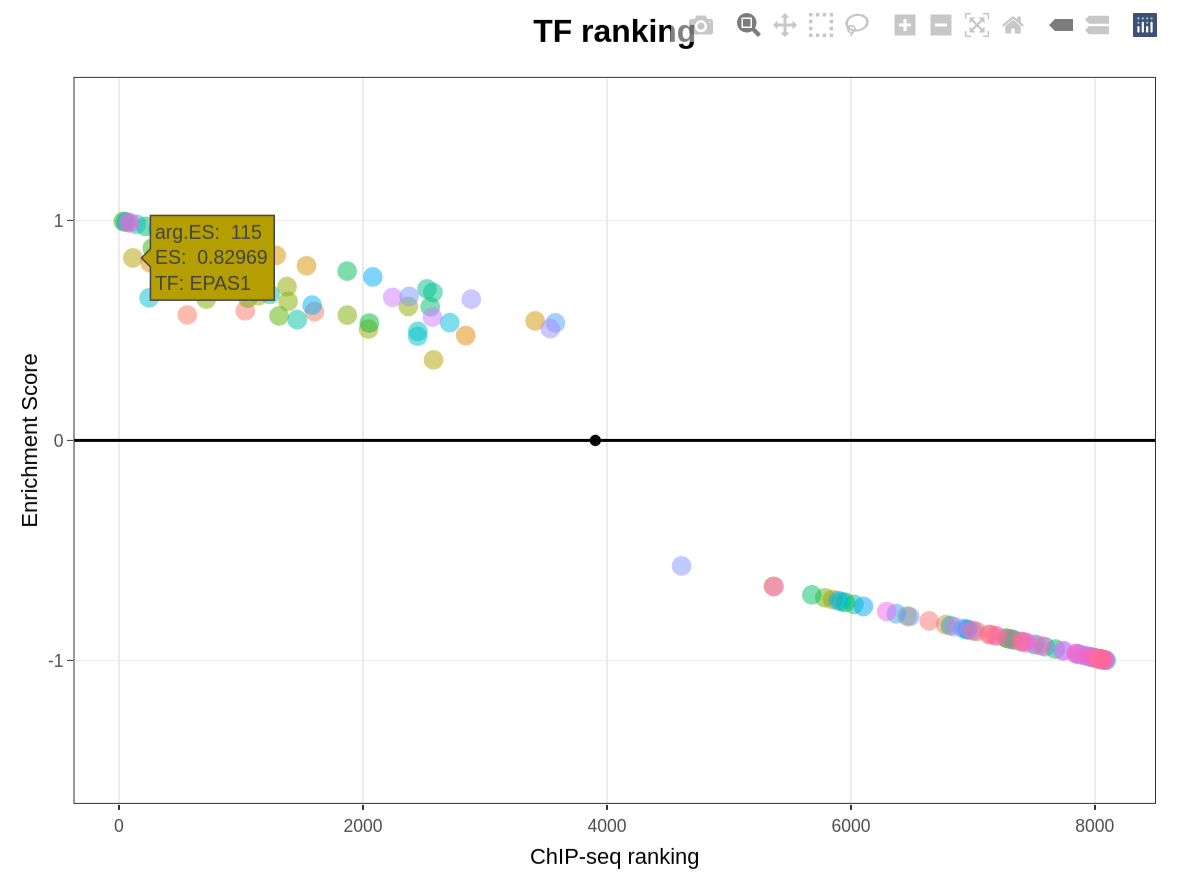 TF ranking
1
0
-1
arg.ES:  115
ES:  0.82969
TF: EPAS1
Enrichment Score
0
2000
4000
6000
8000
ChIP-seq ranking